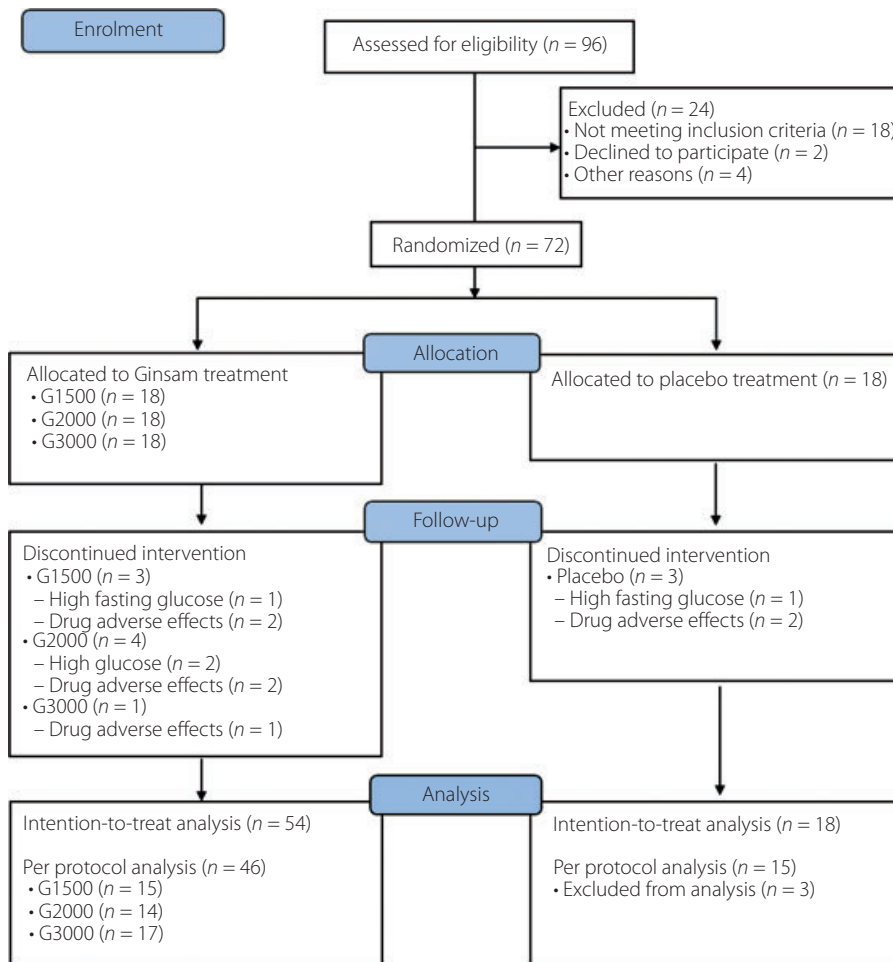 Enrolment
Assessed for eligibility (n = 96)
Excluded (n = 24)
• Not meeting inclusion criteria (n = 18)
• Declined to participate (n = 2)
• Other reasons (n = 4)
Randomized (n = 72)
Allocation
Allocated to Ginsam treatment
• G1500 (n = 18)
• G2000 (n = 18)
• G3000 (n = 18)
Allocated to placebo treatment (n = 18)
Follow-up
Discontinued intervention
• G1500 (n = 3)
– High fasting glucose (n = 1)
– Drug adverse effects (n = 2)
• G2000 (n = 4)
– High glucose (n = 2)
– Drug adverse effects (n = 2)
• G3000 (n = 1)
– Drug adverse effects (n = 1)
Discontinued intervention
• Placebo (n = 3)
– High fasting glucose (n = 1)
– Drug adverse effects (n = 2)
Analysis
Intention-to-treat analysis (n = 54)
Per protocol analysis (n = 46)
• G1500 (n = 15)
• G2000 (n = 14)
• G3000 (n = 17)
Intention-to-treat analysis (n = 18)
Per protocol analysis (n = 15)
• Excluded from analysis (n = 3)